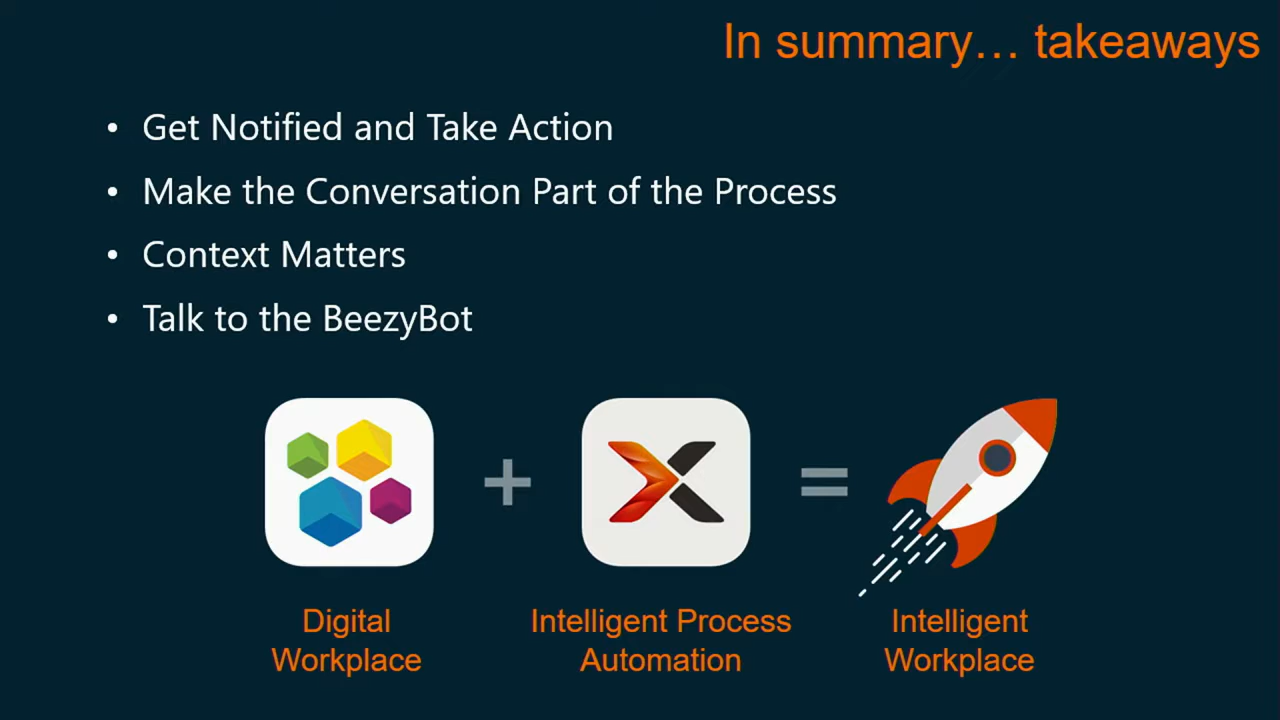 In summary… takeaways
• Get Notified and Take Action
• Make the Conversation Part of the Process
• Context Matters
• Talk to the BeezyBot
+
=
Digital
Workplace
Intelligent Process
Automation
Intelligent
Workplace